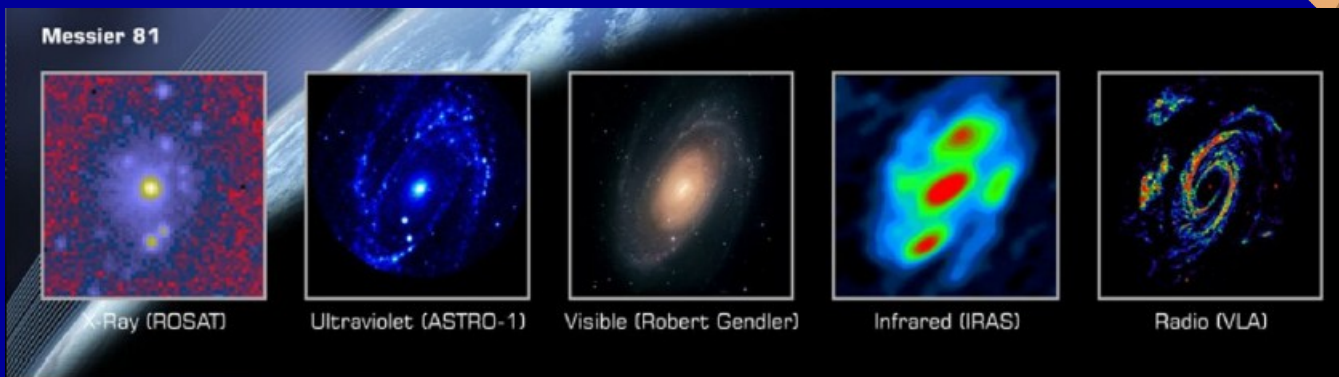 Messier 81
X-Ray (ROSAT)
Ultraviolet (ASTRO-1)
Visible (Robert Gendler)
Infrared (IRAS)
Radio (VLA)